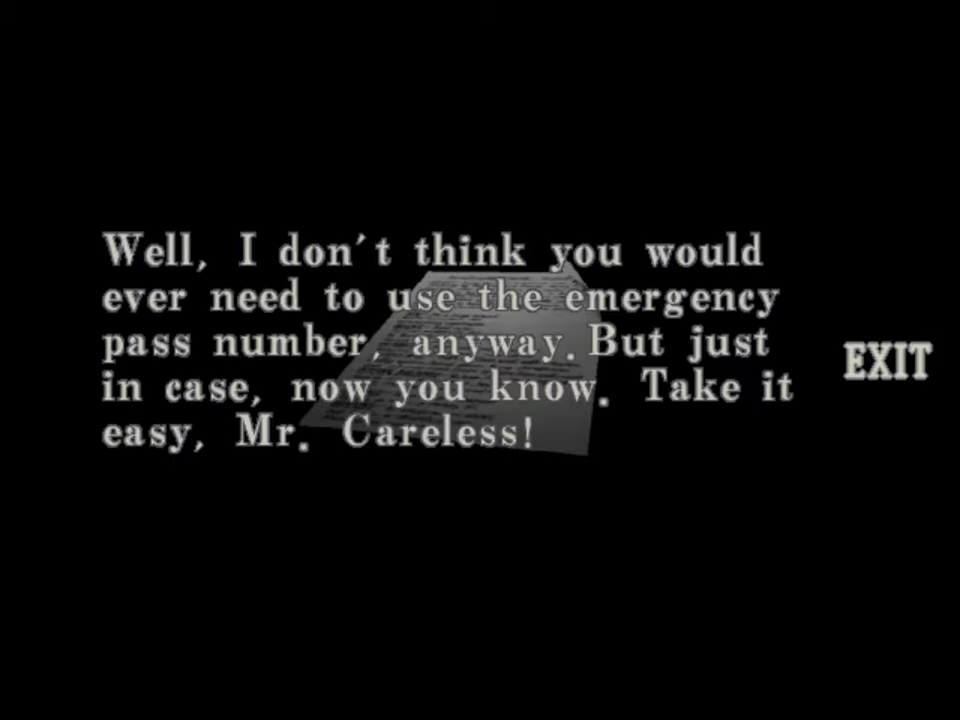 Well, I don't think you would
ever need to use the emergency
pass number, anyway. But just
in case, now you know. Take it
easy, Mr. Careless!
EXIT